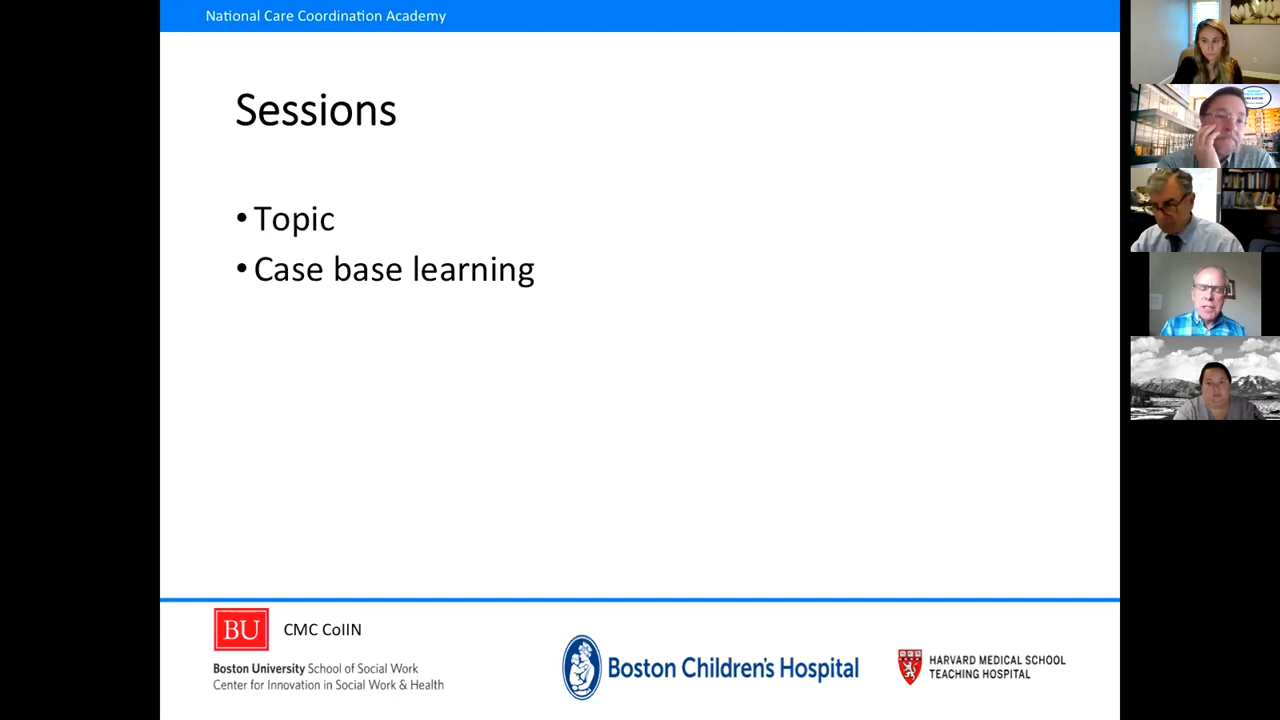 National Care Coordination Academy
Sessions
• Topic
• Case base learning
BU
CMC CoIIN
Boston University School of Social Work
Center for Innovation in Social Work & Health
Boston Children's Hospital
HARVARD MEDICAL SCHOOL
TEACHING HOSPITAL